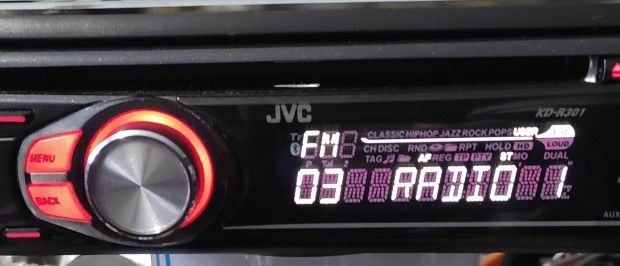 JVC
KD-R301
CLASSIC HIPHOP JAZZ ROCK POPS USER
FM
CH DISC RND RPT HOLD HD LOUD
TAG AF REG TP PTY ST MO DUAL
MENU
BACK
03 RADIO 1
AUX